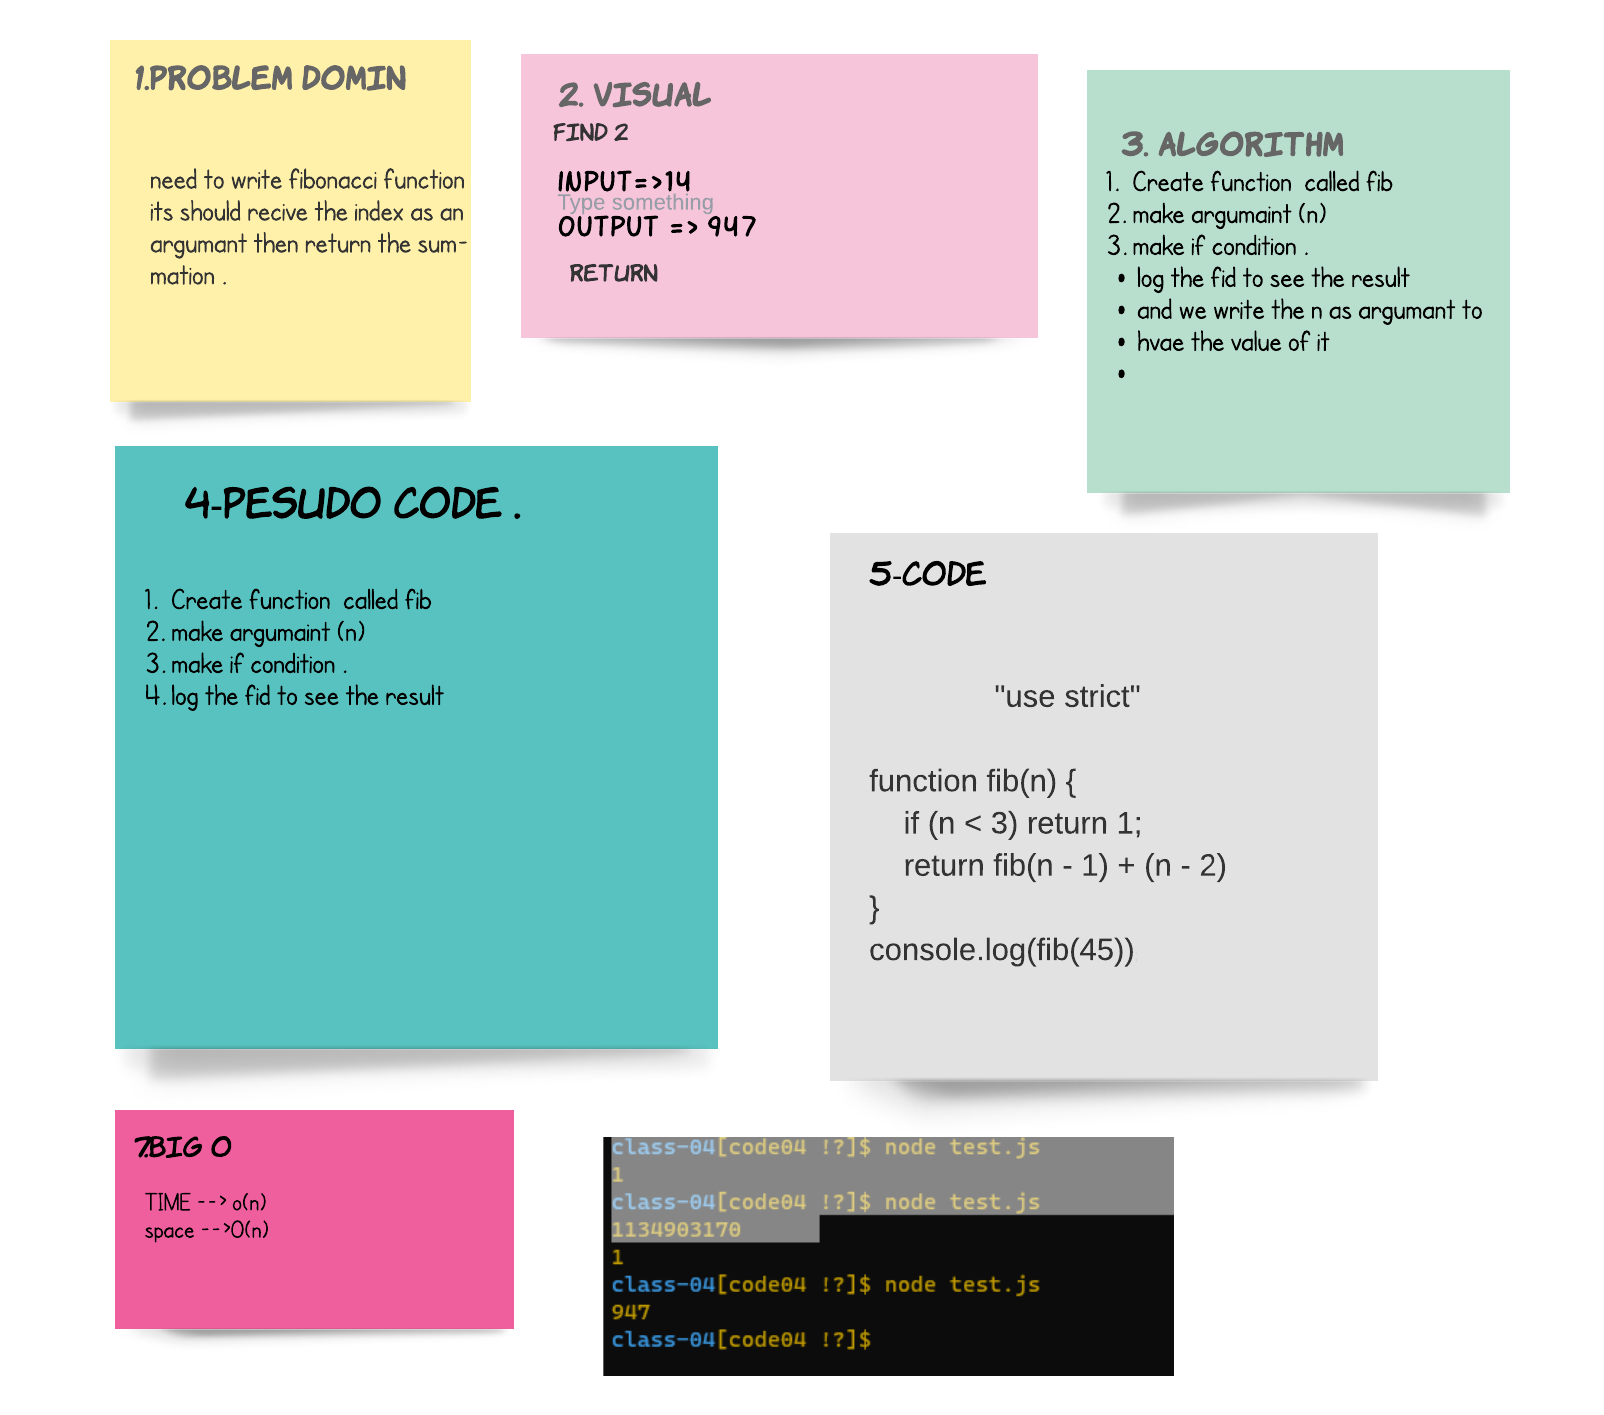 1.PROBLEM DOMIN
need to write fibonacci function
its should recive the index as an
argumant then return the sum-
mation .
2. VISUAL
FIND 2
INPUT=>14
Type something
OUTPUT => 947
RETURN
3. ALGORITHM
1. Create function called fib
2. make argumaint (n)
3. make if condition .
• log the fid to see the result
• and we write the n as argumant to
• hvae the value of it
•
4-PESUDO CODE .
1. Create function called fib
2. make argumaint (n)
3. make if condition .
4. log the fid to see the result
5-CODE
"use strict"
function fib(n) {
if (n < 3) return 1;
return fib(n - 1) + (n - 2)
}
console.log(fib(45))
7.BIG O
TIME --> o(n)
space -->O(n)
class-04[code04 !?]$ node test.js
1
class-04[code04 !?]$ node test.js
1134903170
1
class-04[code04 !?]$ node test.js
947
class-04[code04 !?]$